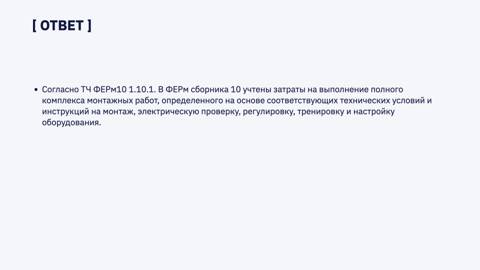 [ ОТВЕТ ]
• Согласно ТЧ ФЕРм10 1.10.1. В ФЕРм сборника 10 учтены затраты на выполнение полного
комплекса монтажных работ, определенного на основе соответствующих технических условий и
инструкций на монтаж, электрическую проверку, регулировку, тренировку и настройку
оборудования.